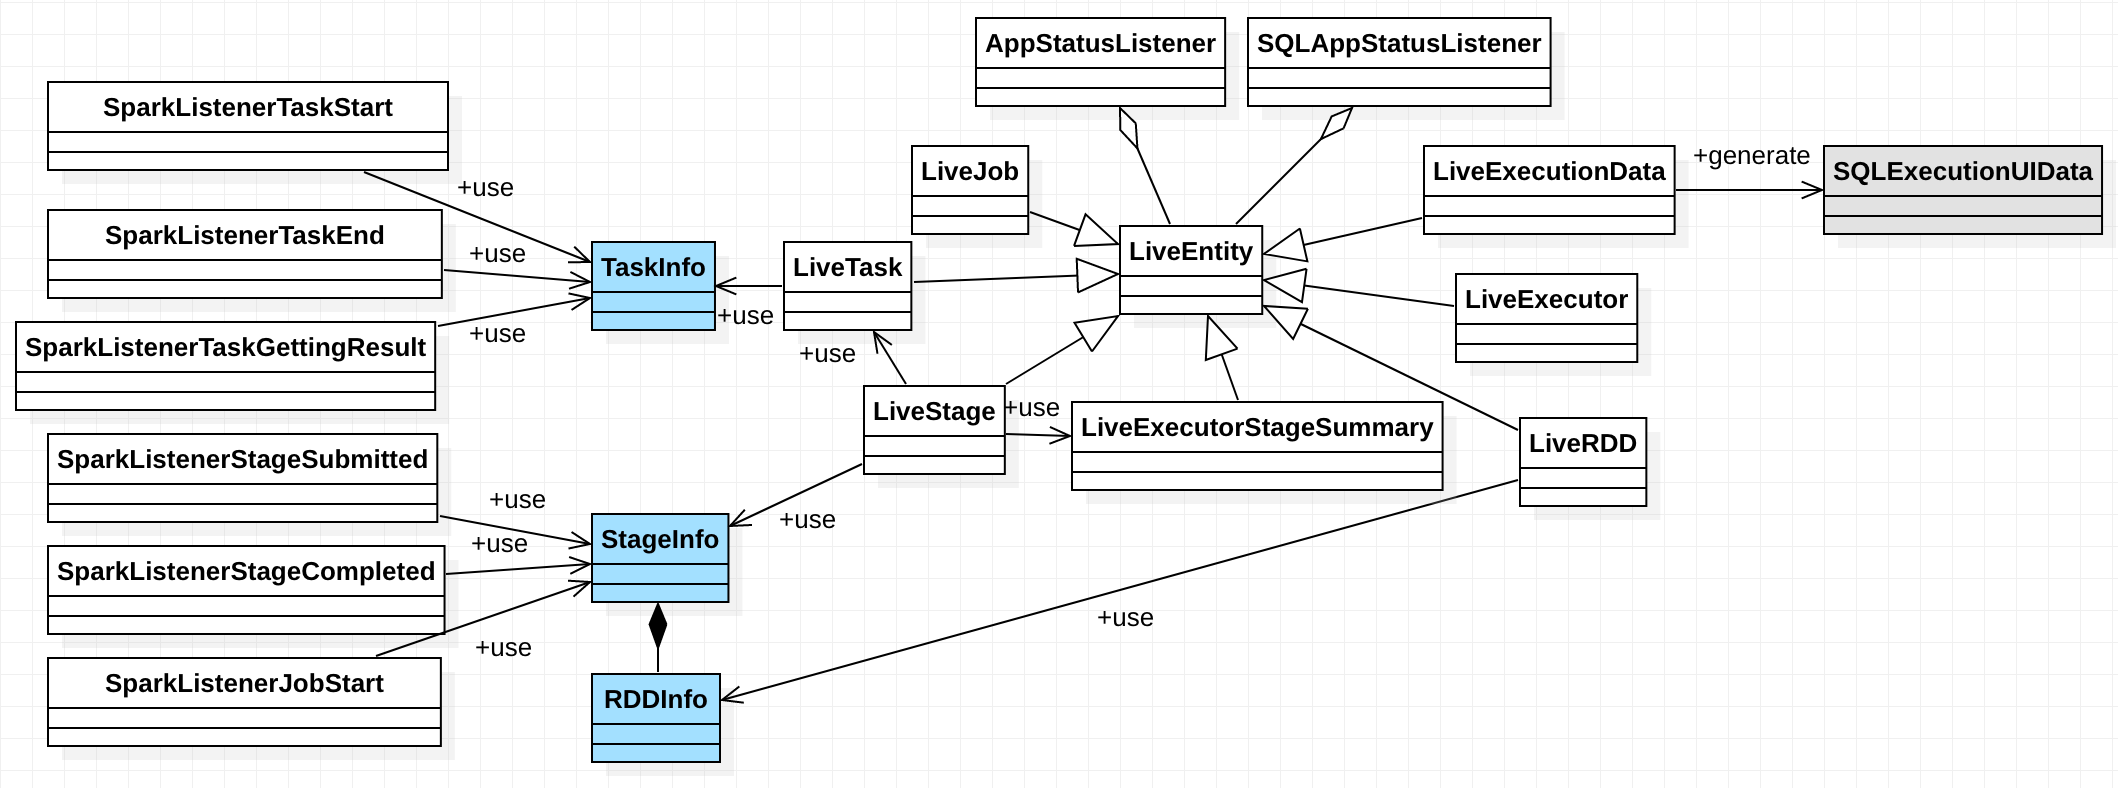 AppStatusListener
SQLAppStatusListener
SparkListenerTaskStart
LiveJob
LiveExecutionData
+generate
SQLExecutionUIData
+use
SparkListenerTaskEnd
+use
TaskInfo
LiveTask
LiveEntity
LiveExecutor
+use
SparkListenerTaskGettingResult
+use
+use
LiveStage
+use
LiveExecutorStageSummary
LiveRDD
SparkListenerStageSubmitted
+use
+use
StageInfo
+use
SparkListenerStageCompleted
+use
+use
SparkListenerJobStart
RDDInfo